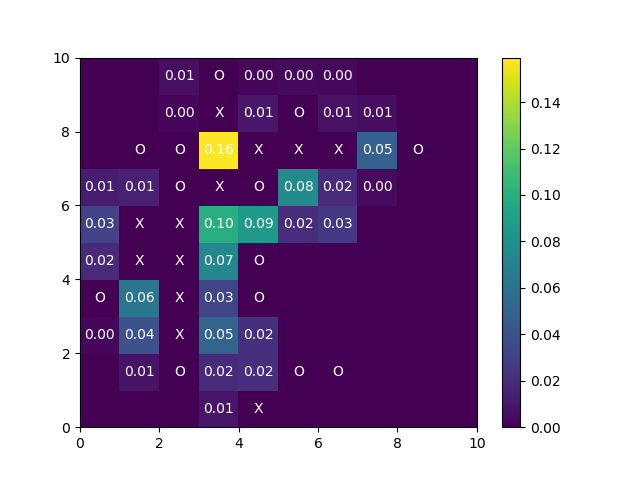 10
0.01 O 0.00 0.00 0.00
0.14
0.00 X 0.01 O 0.01 0.01
8
0.12
O O 0.16 X X X 0.05 O
0.10
0.01 0.01 O X O 0.08 0.02 0.00
6
0.03 X X 0.10 0.09 0.02 0.03
0.08
0.02 X X 0.07 O
4
0.06
O 0.06 X 0.03 O
0.04
0.00 0.04 X 0.05 0.02
2
0.02
0.01 O 0.02 0.02 O O
0.01 X
0
0.00
0 2 4 6 8 10